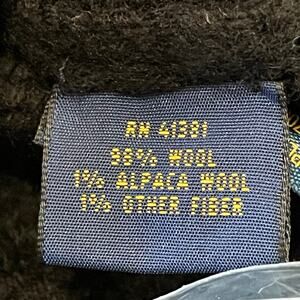 RN 41381
98% WOOL
1% ALPACA WOOL
1% OTHER FIBER